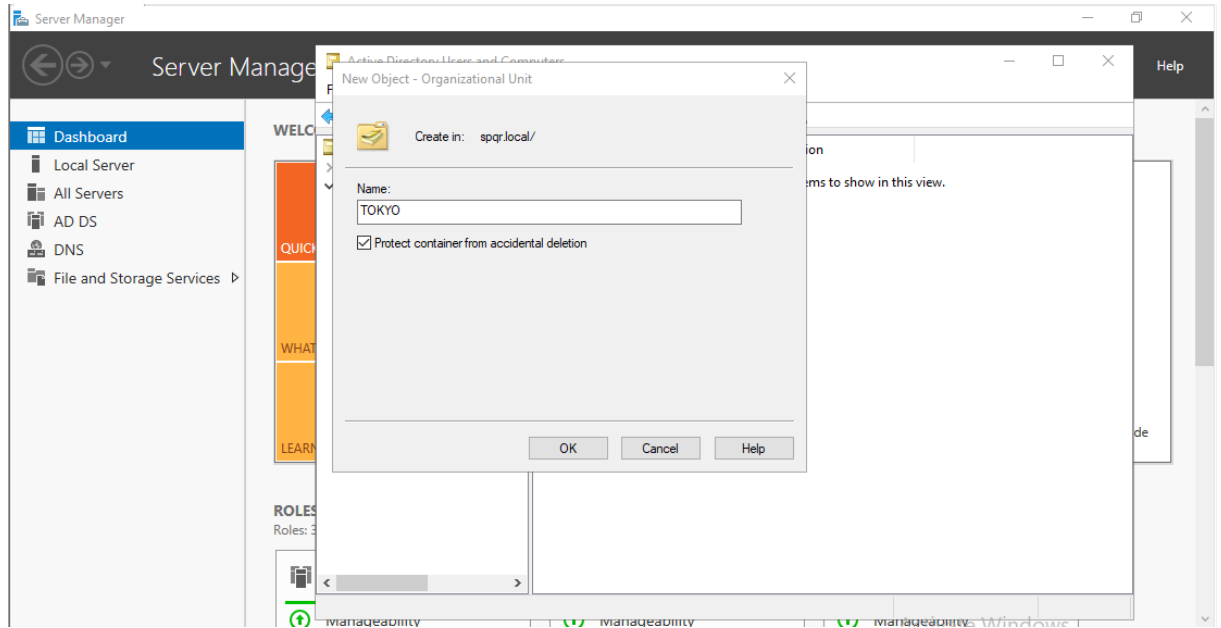 Server Manager
Server Manage
Help
Active Directory Users and Computers
F
New Object - Organizational Unit
Create in: spqr.local/
Name:
TOKYO
Protect container from accidental deletion
OK Cancel Help
Dashboard
Local Server
All Servers
AD DS
DNS
File and Storage Services
WELC
QUICK
WHAT
LEARN
ion
ems to show in this view.
de
ROLES
Roles: 3
Manageability Manageability Manageability
Windows